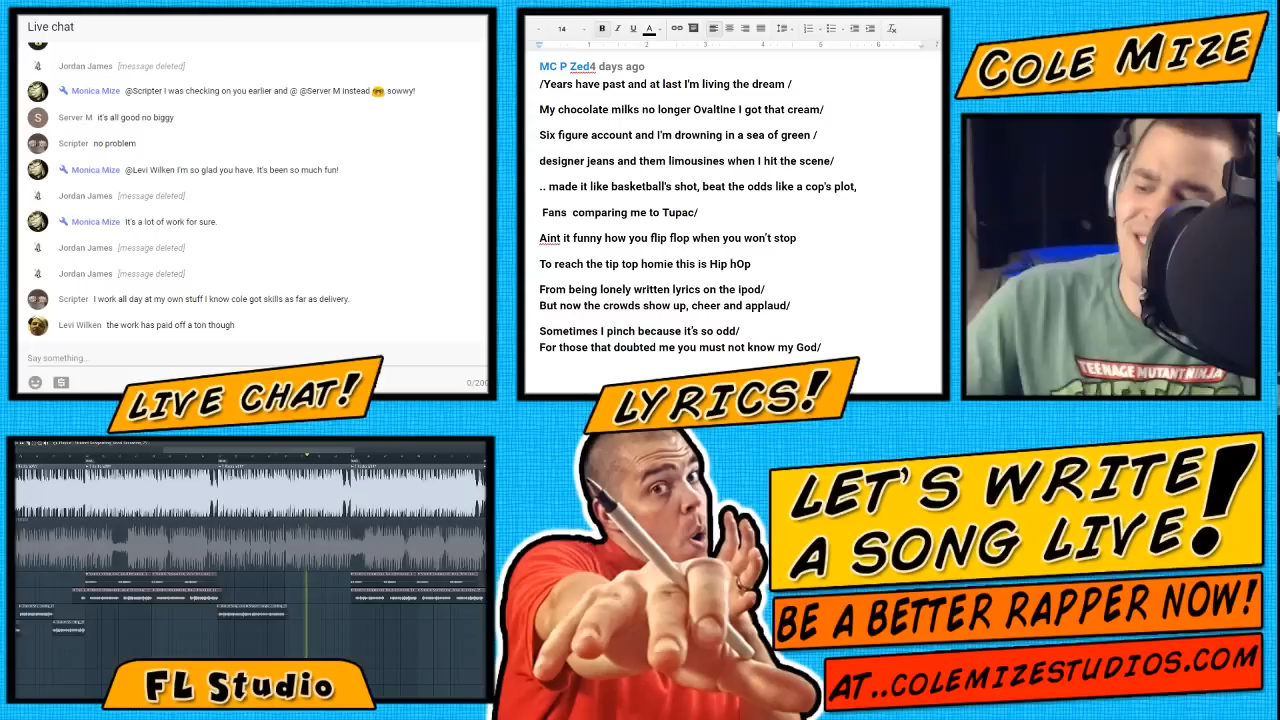 Live chat
Jordan James [message deleted]
Monica Mize @Scripter I was checking on you earlier and @ @Server M instead sowwy!
S Server M it's all good no biggy
Scripter no problem
Monica Mize @Levi Wilken I'm so glad you have. It's been so much fun!
Jordan James [message deleted]
Monica Mize It's a lot of work for sure.
Jordan James [message deleted]
Jordan James [message deleted]
Scripter I work all day at my own stuff I know cole got skills as far as delivery.
Levi Wilken the work has paid off a ton though
Say something...
0/200
LIVE CHAT!
14 B I U A
1 2 3 4 5 6 7
MC P Zed4 days ago
/Years have past and at last I'm living the dream /
My chocolate milks no longer Ovaltine I got that cream/
Six figure account and I'm drowning in a sea of green /
designer jeans and them limousines when I hit the scene/
.. made it like basketball's shot, beat the odds like a cop's plot,
Fans  comparing me to Tupac/
Aint it funny how you flip flop when you won't stop
To reach the tip top homie this is Hip hOp
From being lonely written lyrics on the ipod/
But now the crowds show up, cheer and applaud/
Sometimes I pinch because it's so odd/
For those that doubted me you must not know my God/
LYRICS!
COLE MIZE
TEENAGE MUTANT NINJA
TURTLES
FL Studio
LET'S WRITE
A SONG LIVE!
BE A BETTER RAPPER NOW!
AT..COLEMIZESTUDIOS.COM